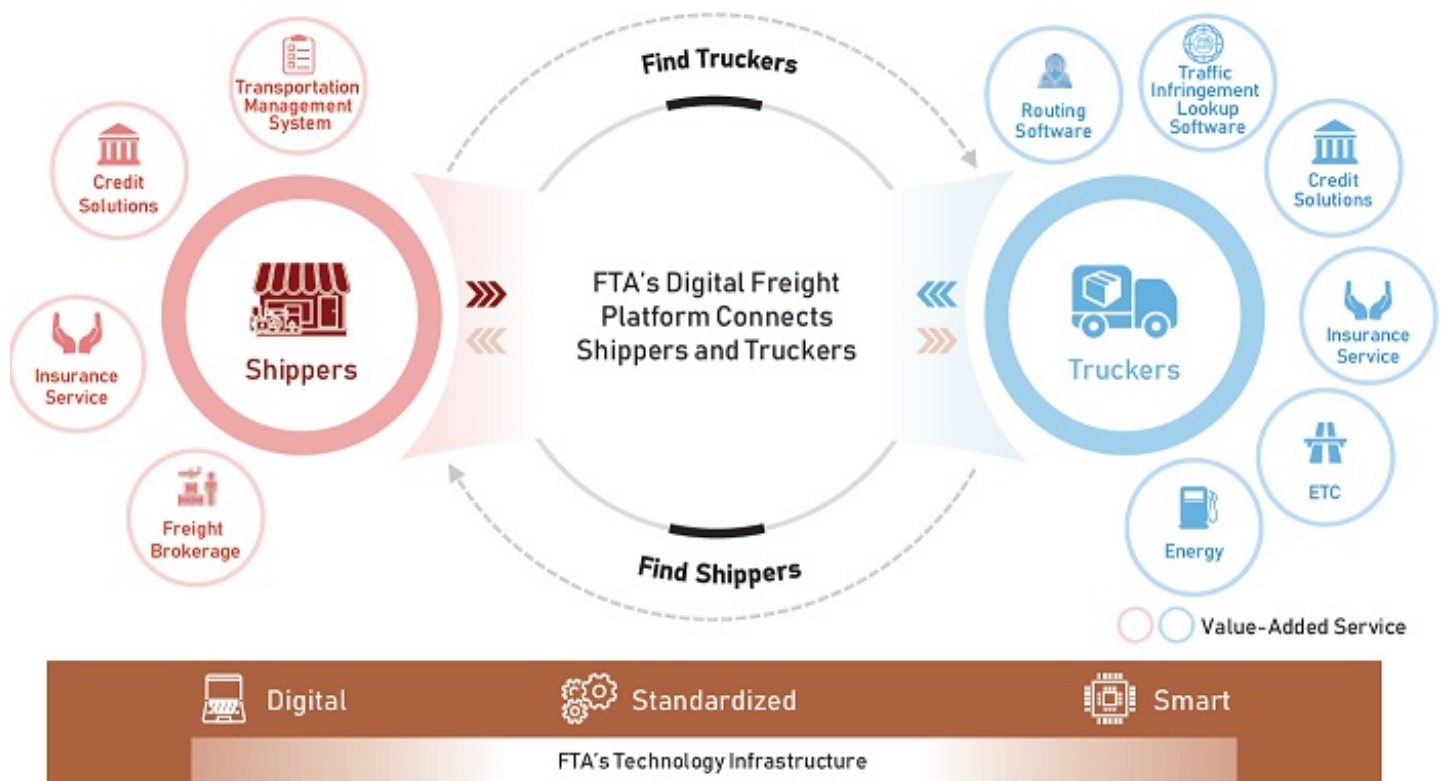 Find Truckers
Transportation
Management
System
Credit
Solutions
Insurance
Service
Freight
Brokerage
Shippers
FTA's Digital Freight
Platform Connects
Shippers and Truckers
Truckers
Routing
Software
Traffic
Infringement
Lookup
Software
Credit
Solutions
Insurance
Service
ETC
Energy
Find Shippers
Value-Added Service
Digital
Standardized
Smart
FTA's Technology Infrastructure